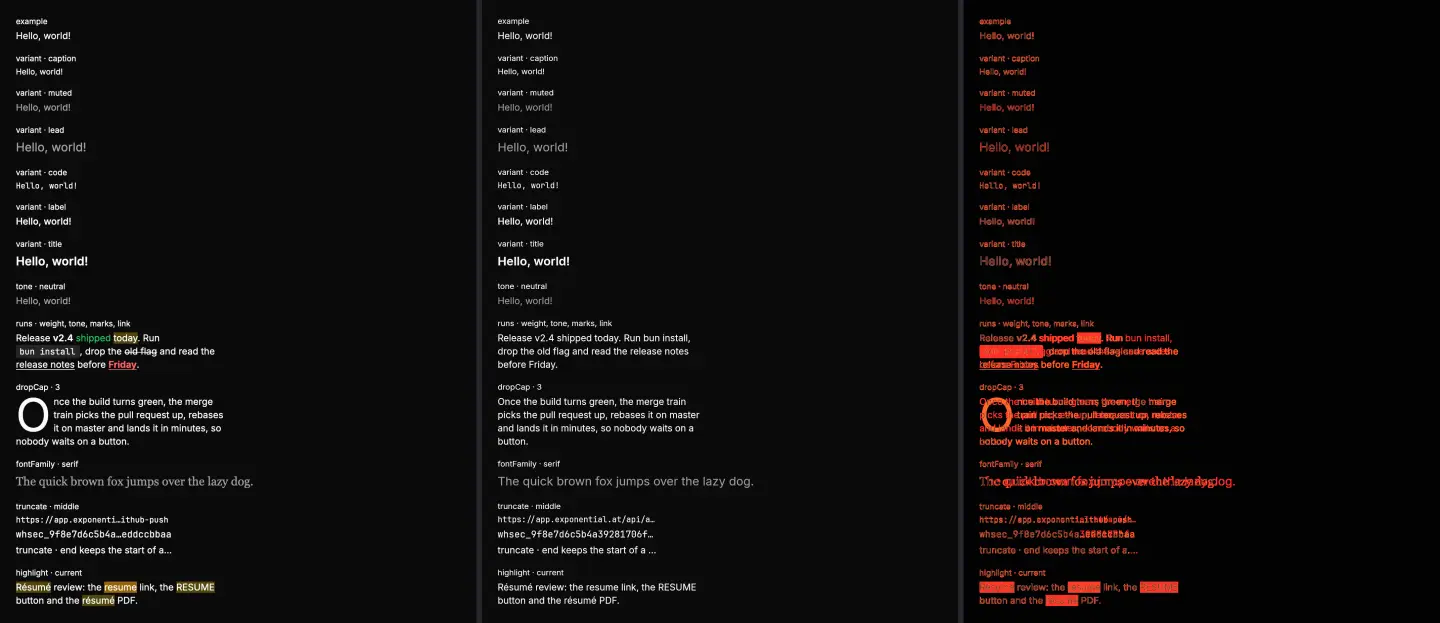 example
Hello, world!
variant · caption
Hello, world!
variant · muted
Hello, world!
variant · lead
Hello, world!
variant · code
Hello, world!
variant · label
Hello, world!
variant · title
Hello, world!
tone · neutral
Hello, world!
runs · weight, tone, marks, link
Release v2.4 shipped today. Run
bun install , drop the old flag and read the
release notes before Friday.
dropCap · 3
Once the build turns green, the merge
train picks the pull request up, rebases
it on master and lands it in minutes, so
nobody waits on a button.
fontFamily · serif
The quick brown fox jumps over the lazy dog.
truncate · middle
https://app.exponenti…ithub-push
whsec_9f8e7d6c5b4a…eddccbbaa
truncate · end keeps the start of a…
highlight · current
Résumé review: the resume link, the RESUME
button and the résumé PDF.
example
Hello, world!
variant · caption
Hello, world!
variant · muted
Hello, world!
variant · lead
Hello, world!
variant · code
Hello, world!
variant · label
Hello, world!
variant · title
Hello, world!
tone · neutral
Hello, world!
runs · weight, tone, marks, link
Release v2.4 shipped today. Run bun install,
drop the old flag and read the release notes
before Friday.
dropCap · 3
Once the build turns green, the merge train
picks the pull request up, rebases it on master
and lands it in minutes, so nobody waits on a
button.
fontFamily · serif
The quick brown fox jumps over the lazy dog.
truncate · middle
https://app.exponential.at/api/a…
whsec_9f8e7d6c5b4a39281706f…
truncate · end keeps the start of a …
highlight · current
Résumé review: the resume link, the RESUME
button and the résumé PDF.
example
Hello, world!
variant · caption
Hello, world!
variant · muted
Hello, world!
variant · lead
Hello, world!
variant · code
Hello, world!
variant · label
Hello, world!
variant · title
Hello, world!
tone · neutral
Hello, world!
runs · weight, tone, marks, link
Release v2.4 shipped Run bun install,
read the
before Friday.
dropCap · 3
nobody waits on a button.
fontFamily · serif
truncate · middle
truncate · end keeps the start of a
highlight · current
review: the link, the
button and the PDF.